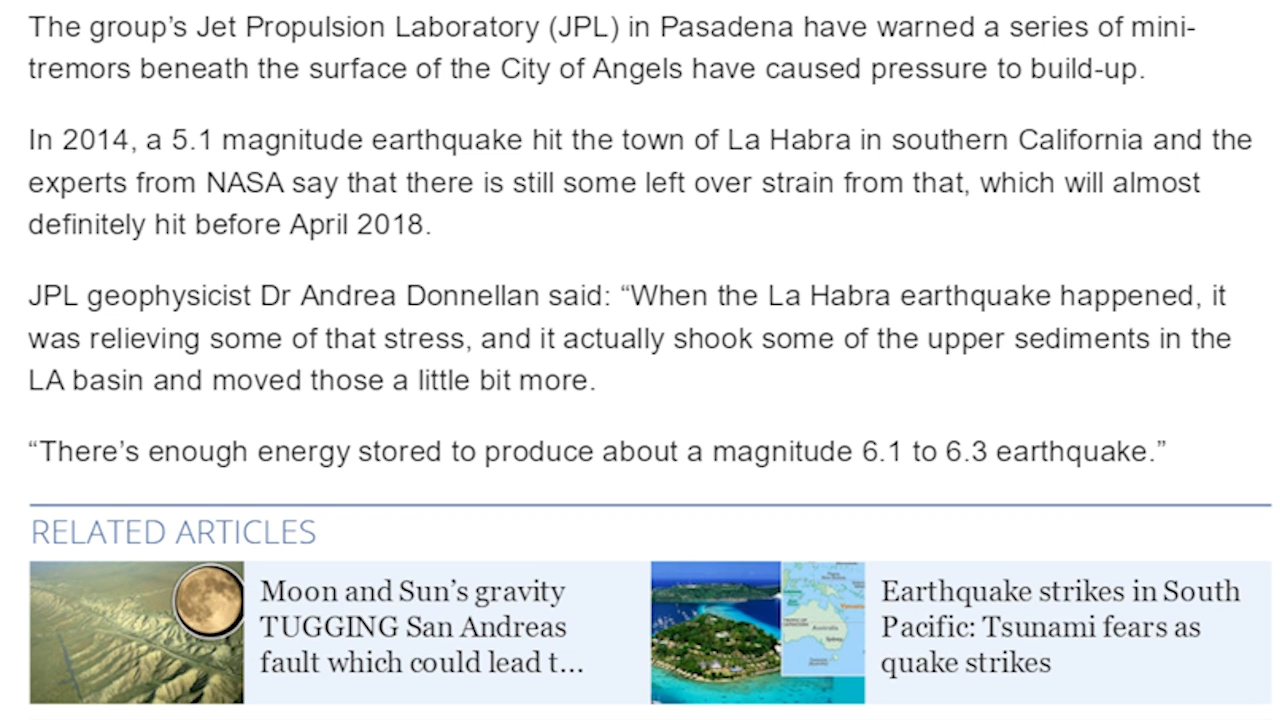 The group’s Jet Propulsion Laboratory (JPL) in Pasadena have warned a series of mini-
tremors beneath the surface of the City of Angels have caused pressure to build-up.
In 2014, a 5.1 magnitude earthquake hit the town of La Habra in southern California and the
experts from NASA say that there is still some left over strain from that, which will almost
definitely hit before April 2018.
JPL geophysicist Dr Andrea Donnellan said: “When the La Habra earthquake happened, it
was relieving some of that stress, and it actually shook some of the upper sediments in the
LA basin and moved those a little bit more.
“There’s enough energy stored to produce about a magnitude 6.1 to 6.3 earthquake.”
RELATED ARTICLES
Moon and Sun’s gravity
TUGGING San Andreas
fault which could lead t...
Australia
Earthquake strikes in South
Pacific: Tsunami fears as
quake strikes